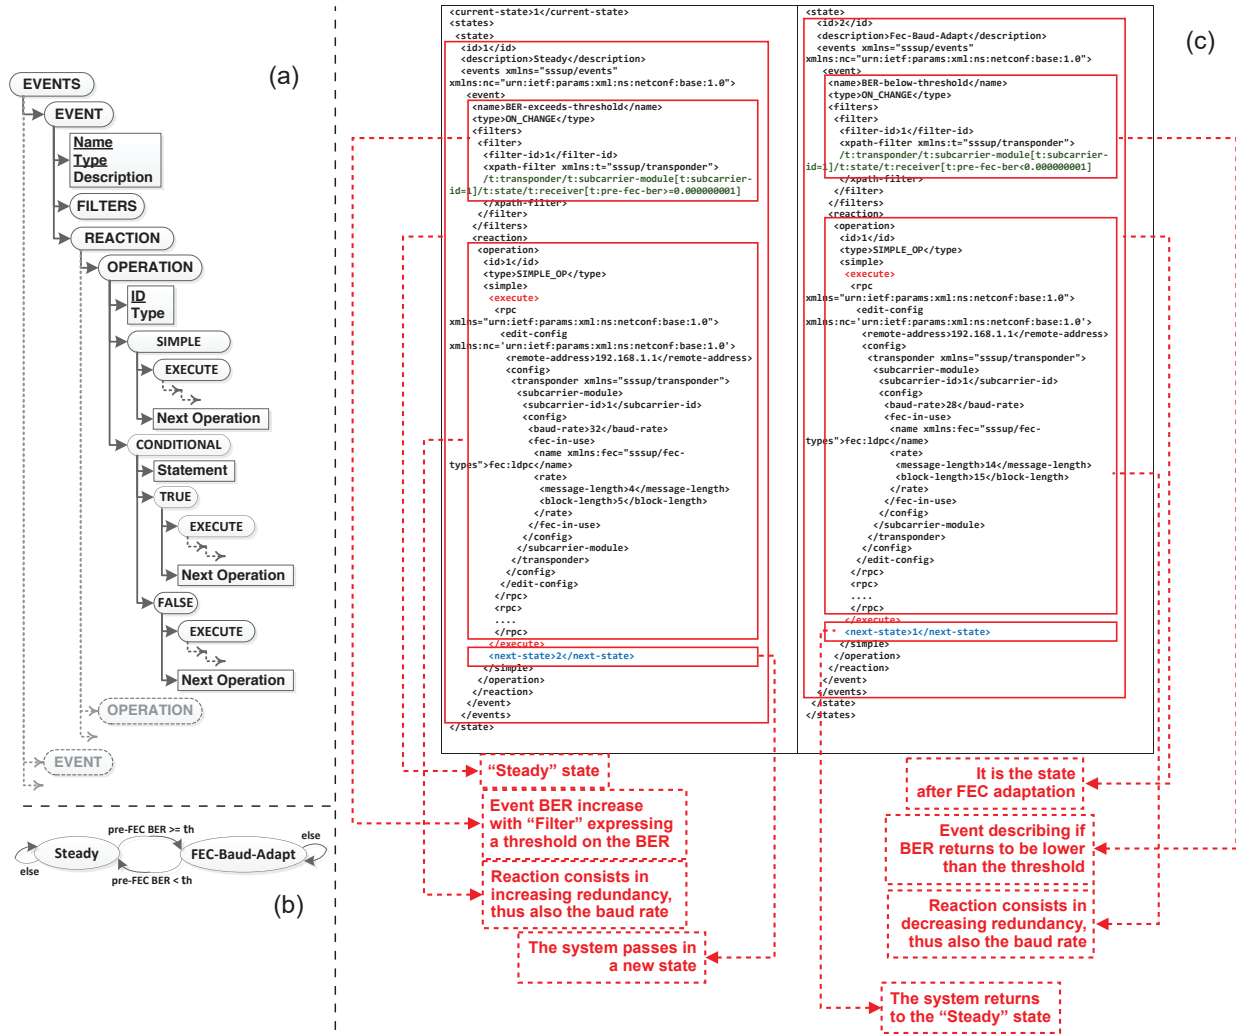 (a)
EVENTS
EVENT
Name
Type
Description
FILTERS
REACTION
OPERATION
ID
Type
SIMPLE
EXECUTE
Next Operation
CONDITIONAL
Statement
TRUE
EXECUTE
Next Operation
FALSE
EXECUTE
Next Operation
OPERATION
EVENT
pre-FEC BER >= th
else
Steady
FEC-Baud-Adapt
else
pre-FEC BER < th
(b)
<current-state>1</current-state>
<states>
<state>
<id>1</id>
<description>Steady</description>
<events xmlns="sssup/events"
xmlns:nc="urn:ietf:params:xml:ns:netconf:base:1.0">
<event>
<name>BER-exceeds-threshold</name>
<type>ON_CHANGE</type>
<filters>
<filter>
<filter-id>1</filter-id>
<xpath-filter xmlns:t="sssup/transponder">
/t:transponder/t:subcarrier-module[t:subcarrier-
id=1]/t:state/t:receiver[t:pre-fec-ber>=0.000000001]
</xpath-filter>
</filter>
</filters>
<reaction>
<operation>
<id>1</id>
<type>SIMPLE_OP</type>
<simple>
<execute>
<rpc
xmlns="urn:ietf:params:xml:ns:netconf:base:1.0">
<edit-config
xmlns:nc='urn:ietf:params:xml:ns:netconf:base:1.0'>
<remote-address>192.168.1.1</remote-address>
<config>
<transponder xmlns="sssup/transponder">
<subcarrier-module>
<subcarrier-id>1</subcarrier-id>
<config>
<baud-rate>32</baud-rate>
<fec-in-use>
<name xmlns:fec="sssup/fec-
types">fec:ldpc</name>
<rate>
<message-length>4</message-length>
<block-length>5</block-length>
</rate>
</fec-in-use>
</config>
</subcarrier-module>
</transponder>
</config>
</edit-config>
</rpc>
<rpc>
....
</rpc>
</execute>
<next-state>2</next-state>
</simple>
</operation>
</reaction>
</event>
</events>
</state>
(c)
<state>
<id>2</id>
<description>Fec-Baud-Adapt</description>
<events xmlns="sssup/events"
xmlns:nc="urn:ietf:params:xml:ns:netconf:base:1.0">
<event>
<name>BER-below-threshold</name>
<type>ON_CHANGE</type>
<filters>
<filter>
<filter-id>1</filter-id>
<xpath-filter xmlns:t="sssup/transponder">
/t:transponder/t:subcarrier-module[t:subcarrier-
id=1]/t:state/t:receiver[t:pre-fec-ber<0.000000001]
</xpath-filter>
</filter>
</filters>
<reaction>
<operation>
<id>1</id>
<type>SIMPLE_OP</type>
<simple>
<execute>
<rpc
xmlns="urn:ietf:params:xml:ns:netconf:base:1.0">
<edit-config
xmlns:nc='urn:ietf:params:xml:ns:netconf:base:1.0'>
<remote-address>192.168.1.1</remote-address>
<config>
<transponder xmlns="sssup/transponder">
<subcarrier-module>
<subcarrier-id>1</subcarrier-id>
<config>
<baud-rate>28</baud-rate>
<fec-in-use>
<name xmlns:fec="sssup/fec-
types">fec:ldpc</name>
<rate>
<message-length>14</message-length>
<block-length>15</block-length>
</rate>
</fec-in-use>
</config>
</subcarrier-module>
</transponder>
</config>
</edit-config>
</rpc>
<rpc>
....
</rpc>
</execute>
<next-state>1</next-state>
</simple>
</operation>
</reaction>
</event>
</events>
</state>
</states>
“Steady” state
Event BER increase
with “Filter” expressing
a threshold on the BER
Reaction consists in
increasing redundancy,
thus also the baud rate
The system passes in
a new state
It is the state
after FEC adaptation
Event describing if
BER returns to be lower
than the threshold
Reaction consists in
decreasing redundancy,
thus also the baud rate
The system returns
to the “Steady” state